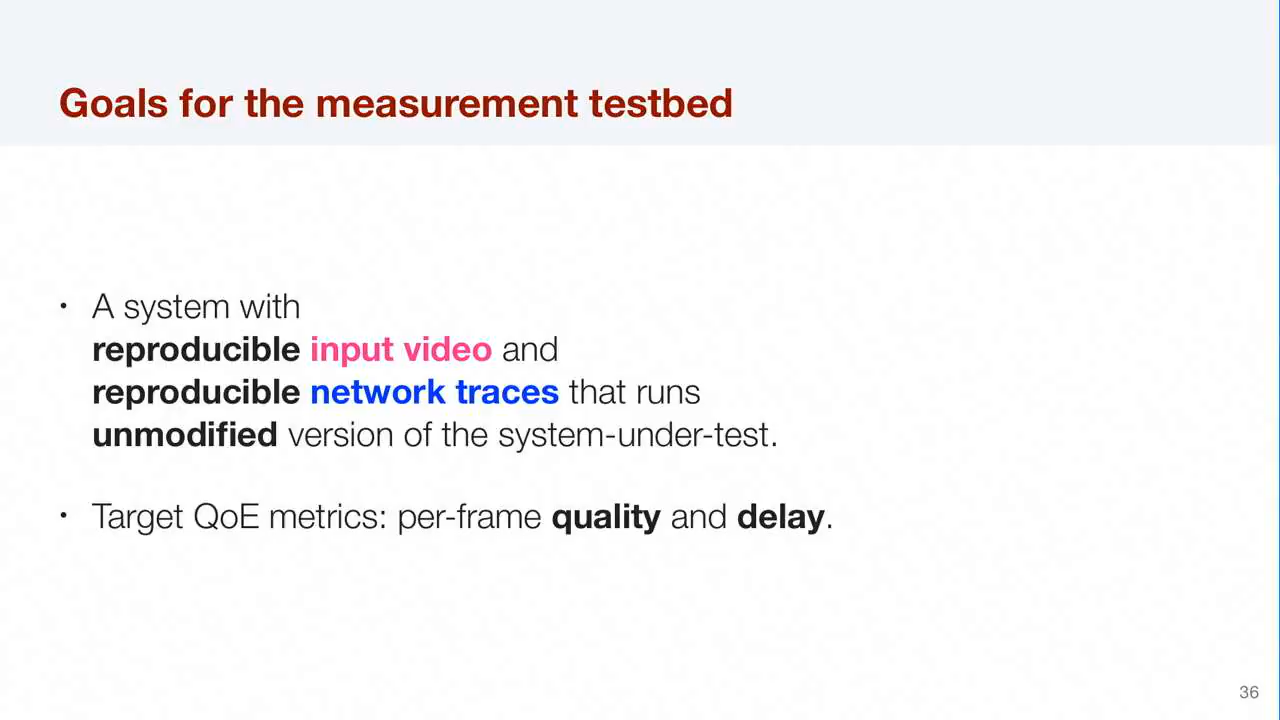 Goals for the measurement testbed
• A system with
reproducible input video and
reproducible network traces that runs
unmodified version of the system-under-test.
• Target QoE metrics: per-frame quality and delay.
36